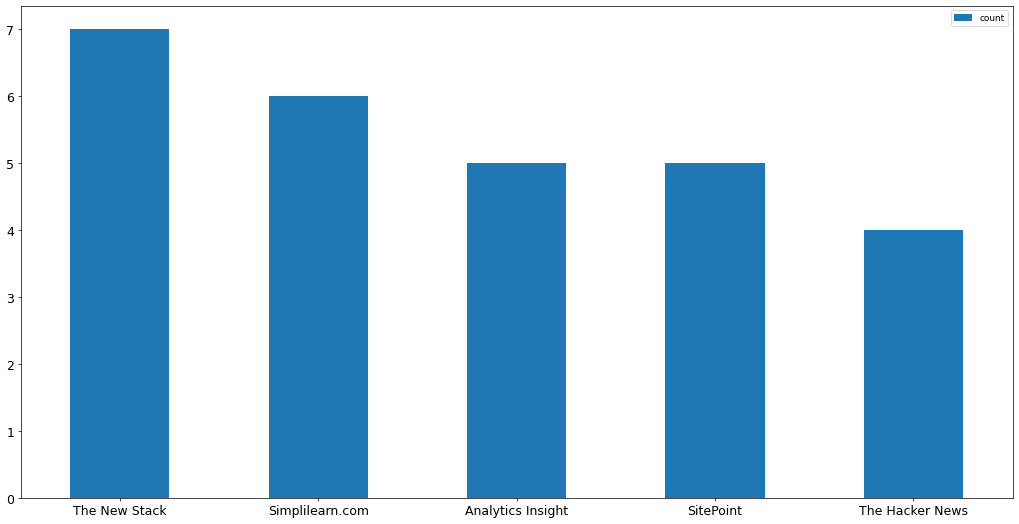 count
7
6
5
4
3
2
1
0
The New Stack
Simplilearn.com
Analytics Insight
SitePoint
The Hacker News